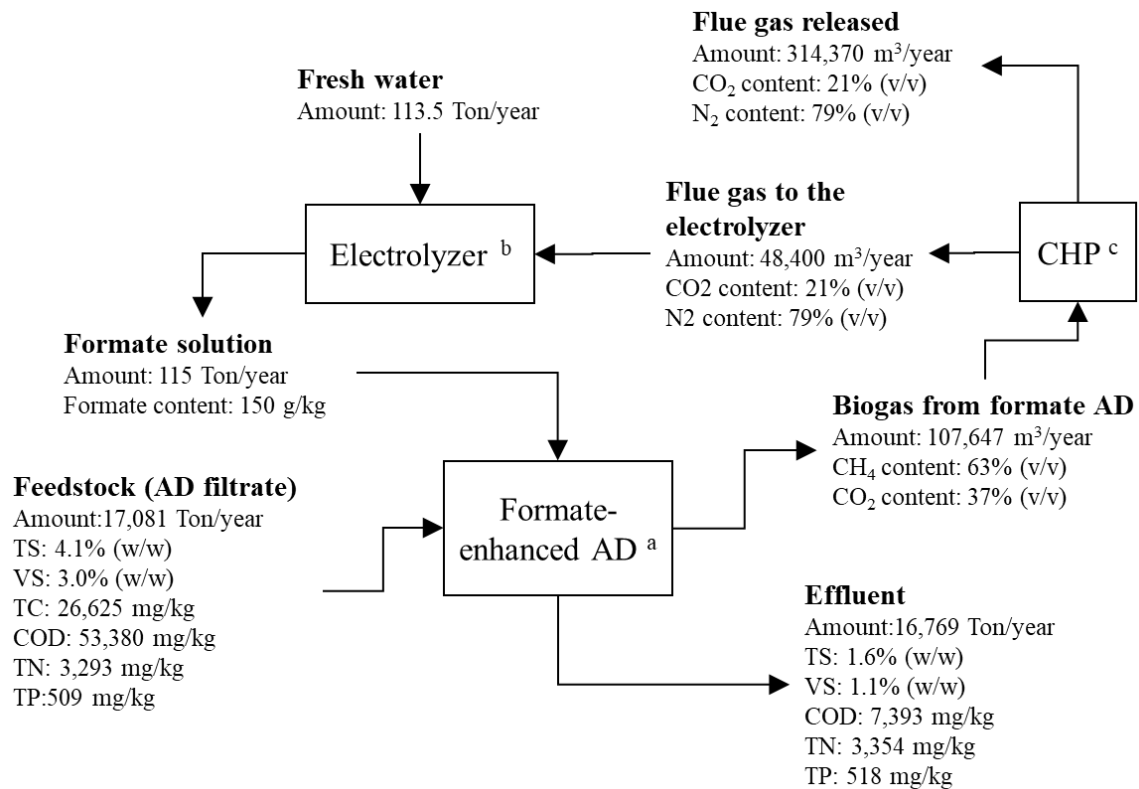 Flue gas released
Amount: 314,370 m³/year
CO₂ content: 21% (v/v)
N₂ content: 79% (v/v)
Fresh water
Amount: 113.5 Ton/year
Flue gas to the
electrolyzer
Amount: 48,400 m³/year
CO2 content: 21% (v/v)
N2 content: 79% (v/v)
Electrolyzer ᵇ
CHP ᶜ
Formate solution
Amount: 115 Ton/year
Formate content: 150 g/kg
Biogas from formate AD
Amount: 107,647 m³/year
CH₄ content: 63% (v/v)
CO₂ content: 37% (v/v)
Feedstock (AD filtrate)
Amount:17,081 Ton/year
TS: 4.1% (w/w)
VS: 3.0% (w/w)
TC: 26,625 mg/kg
COD: 53,380 mg/kg
TN: 3,293 mg/kg
TP:509 mg/kg
Formate-
enhanced AD ᵃ
Effluent
Amount:16,769 Ton/year
TS: 1.6% (w/w)
VS: 1.1% (w/w)
COD: 7,393 mg/kg
TN: 3,354 mg/kg
TP: 518 mg/kg